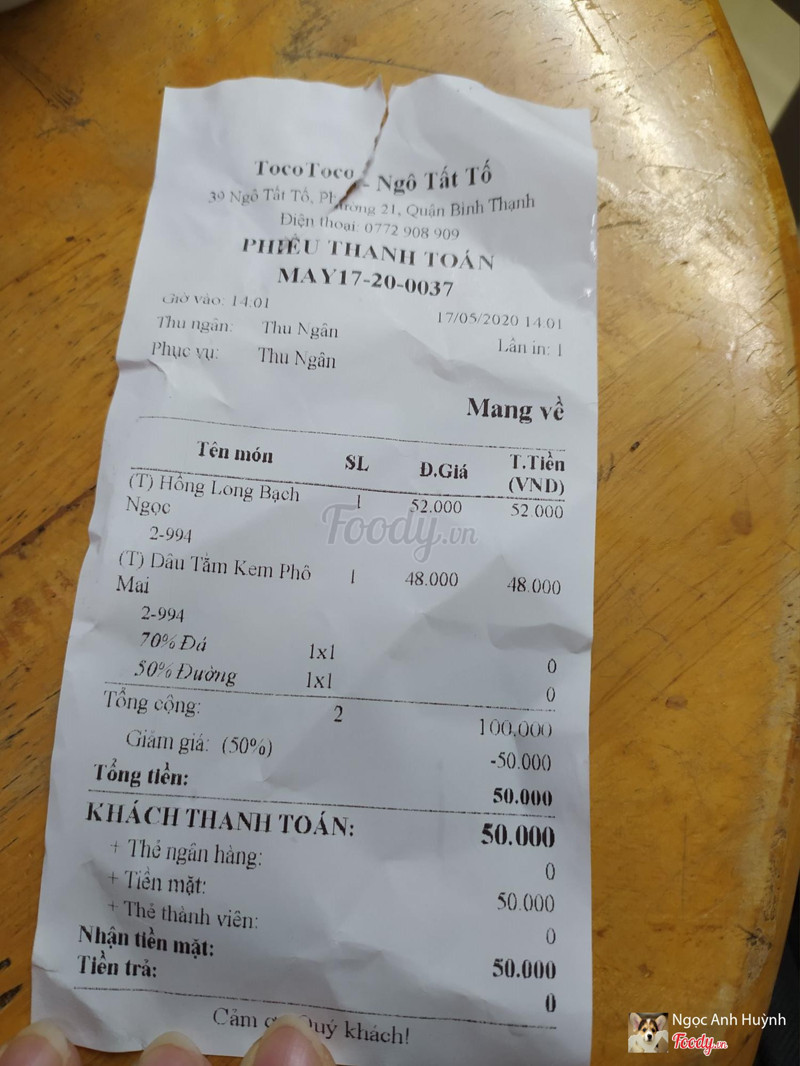 TocoToco - Ngô Tất Tố
39 Ngô Tất Tố, Phường 21, Quận Bình Thạnh
Điện thoại: 0772 908 909
PHIẾU THANH TOÁN
MAY17-20-0037
Giờ vào: 14.01 17/05/2020 14.01
Thu ngân: Thu Ngân Lần in: 1
Phục vụ: Thu Ngân
Mang về
Tên món SL Đ.Giá T.Tiền
(VND)
(T) Hồng Long Bạch 1 52.000 52.000
Ngọc
2-994
(T) Dâu Tằm Kem Phô 1 48.000 48.000
Mai
2-994
70% Đá 1x1 0
50% Đường 1x1 0
Tổng cộng: 2 100.000
Giảm giá: (50%) -50.000
Tổng tiền: 50.000
KHÁCH THANH TOÁN: 50.000
+ Thẻ ngân hàng: 0
+ Tiền mặt: 50.000
+ Thẻ thành viên: 0
Nhận tiền mặt: 50.000
Tiền trả: 0
Cảm ơn Quý khách!
Foody.vn
Ngọc Anh Huỳnh
Foody.vn